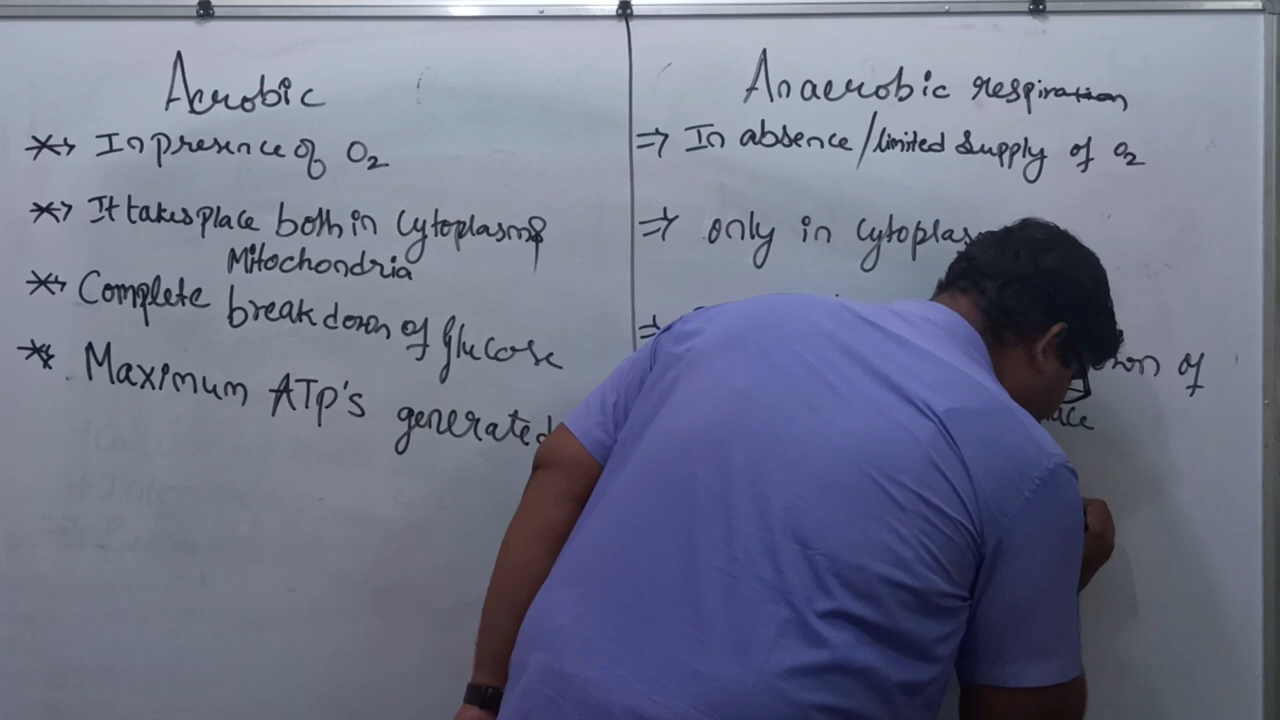 Aerobic
In presence of O2
It takes place both in Cytoplasm &
Mitochondria
Complete breakdown of Glucose
Maximum ATP's generated
Anaerobic respiration
⇒ In absence/limited Supply of O2
⇒ only in Cytoplas
⇒
of